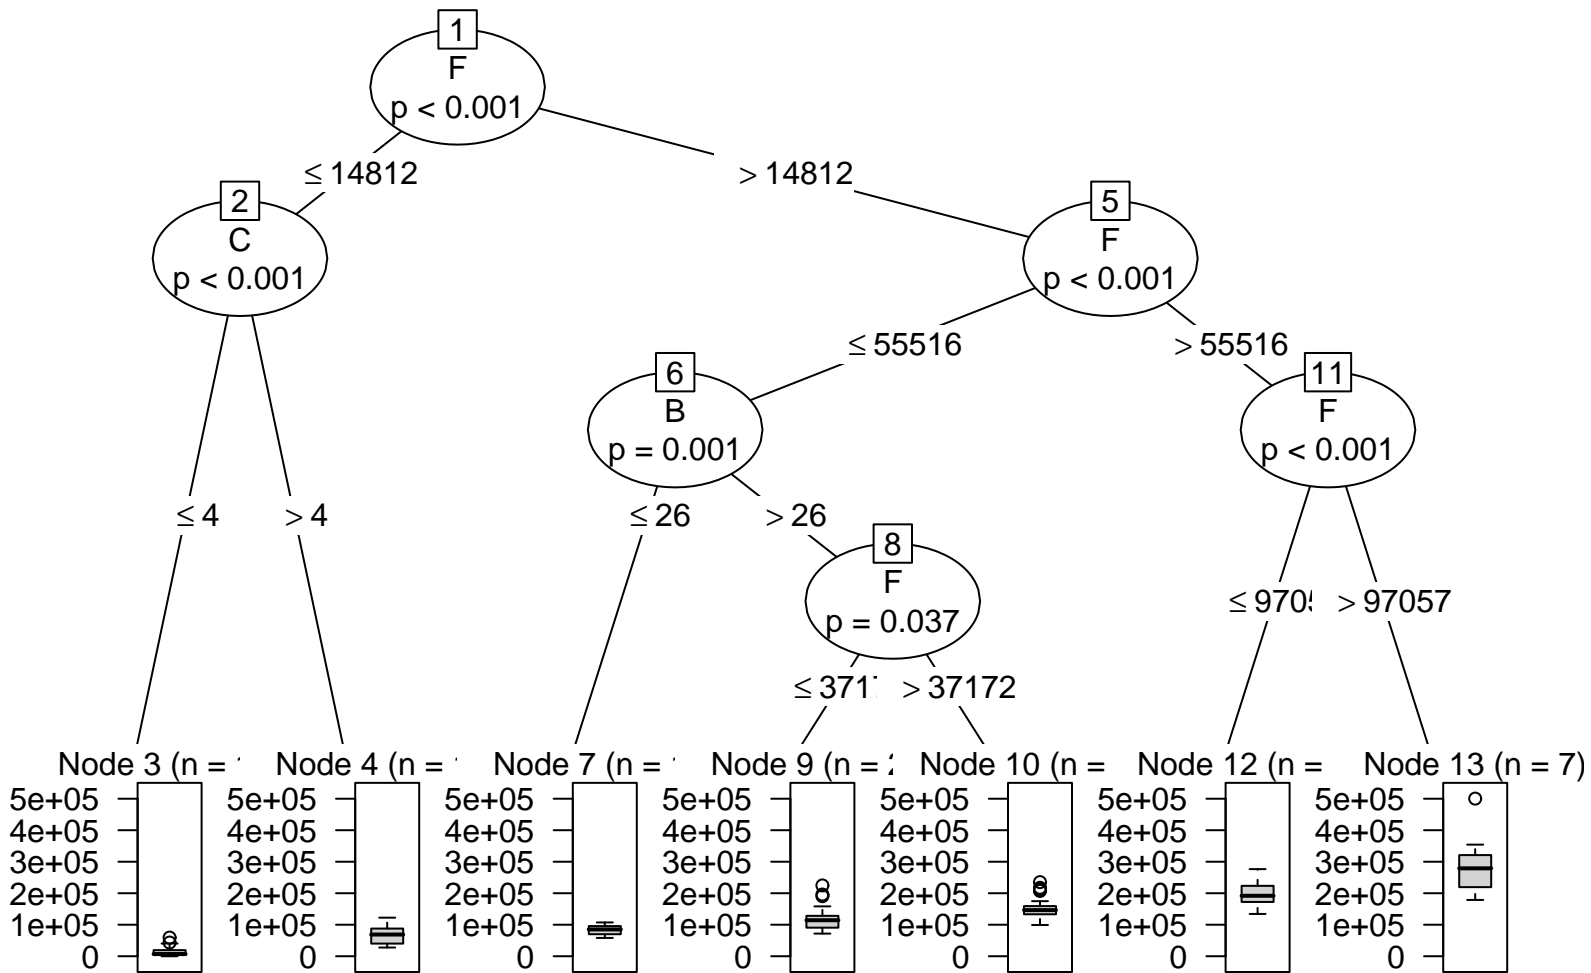 1
F
p < 0.001
≤ 14812
> 14812
2
C
p < 0.001
5
F
p < 0.001
≤ 55516
> 55516
6
B
p = 0.001
11
F
p < 0.001
≤ 4
> 4
≤ 26
> 26
8
F
p = 0.037
≤ 9705
> 97057
≤ 371
> 37172
Node 3 (n =
Node 4 (n =
Node 7 (n =
Node 9 (n = 2
Node 10 (n =
Node 12 (n =
Node 13 (n = 7)
5e+05
4e+05
3e+05
2e+05
1e+05
0
5e+05
4e+05
3e+05
2e+05
1e+05
0
5e+05
4e+05
3e+05
2e+05
1e+05
0
5e+05
4e+05
3e+05
2e+05
1e+05
0
5e+05
4e+05
3e+05
2e+05
1e+05
0
5e+05
4e+05
3e+05
2e+05
1e+05
0
5e+05
4e+05
3e+05
2e+05
1e+05
0